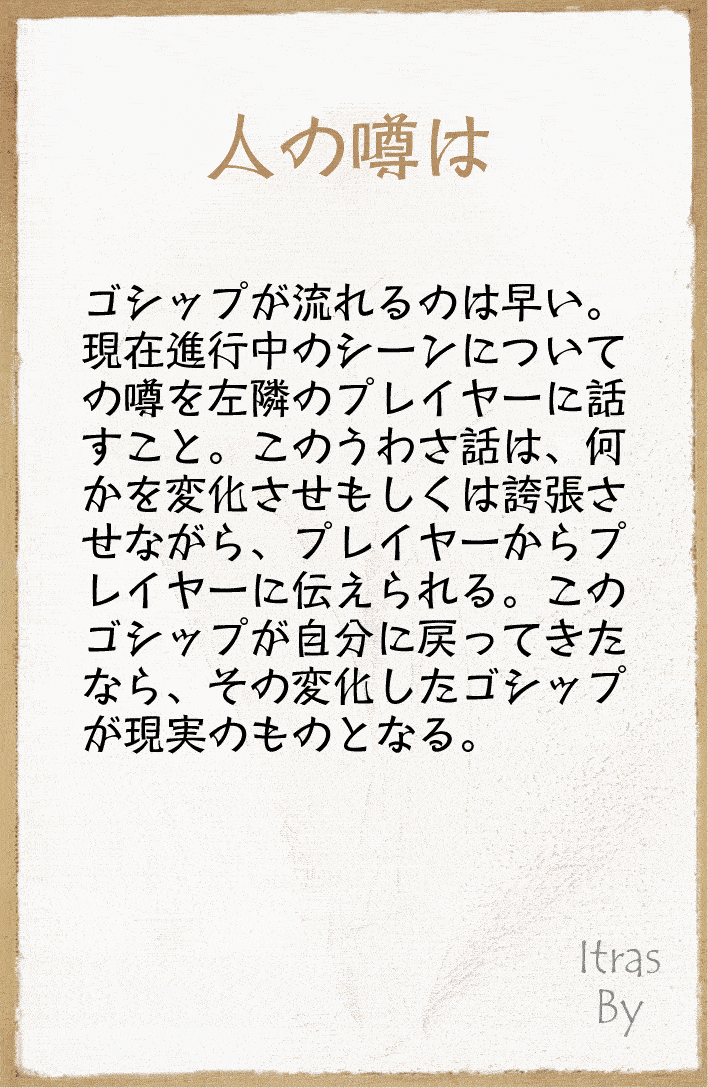 人の噂は
ゴシップが流れるのは早い。
現在進行中のシーンについて
の噂を左隣のプレイヤーに話
すこと。このうわさ話は、何
かを変化させもしくは誇張さ
せながら、プレイヤーからプ
レイヤーに伝えられる。この
ゴシップが自分に戻ってきた
なら、その変化したゴシップ
が現実のものとなる。
Itras
By